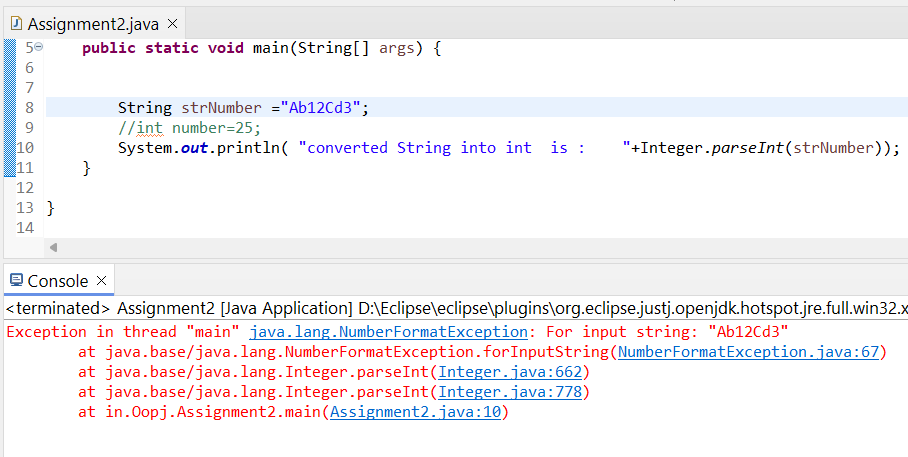 Assignment2.java
5 public static void main(String[] args) {
6
7
8 String strNumber ="Ab12Cd3";
9 //int number=25;
10 System.out.println( "converted String into int  is :    "+Integer.parseInt(strNumber));
11 }
12
13 }
14
Console
<terminated> Assignment2 [Java Application] D:\Eclipse\eclipse\plugins\org.eclipse.justj.openjdk.hotspot.jre.full.win32.x
Exception in thread "main" java.lang.NumberFormatException: For input string: "Ab12Cd3"
at java.base/java.lang.NumberFormatException.forInputString(NumberFormatException.java:67)
at java.base/java.lang.Integer.parseInt(Integer.java:662)
at java.base/java.lang.Integer.parseInt(Integer.java:778)
at in.Oopj.Assignment2.main(Assignment2.java:10)